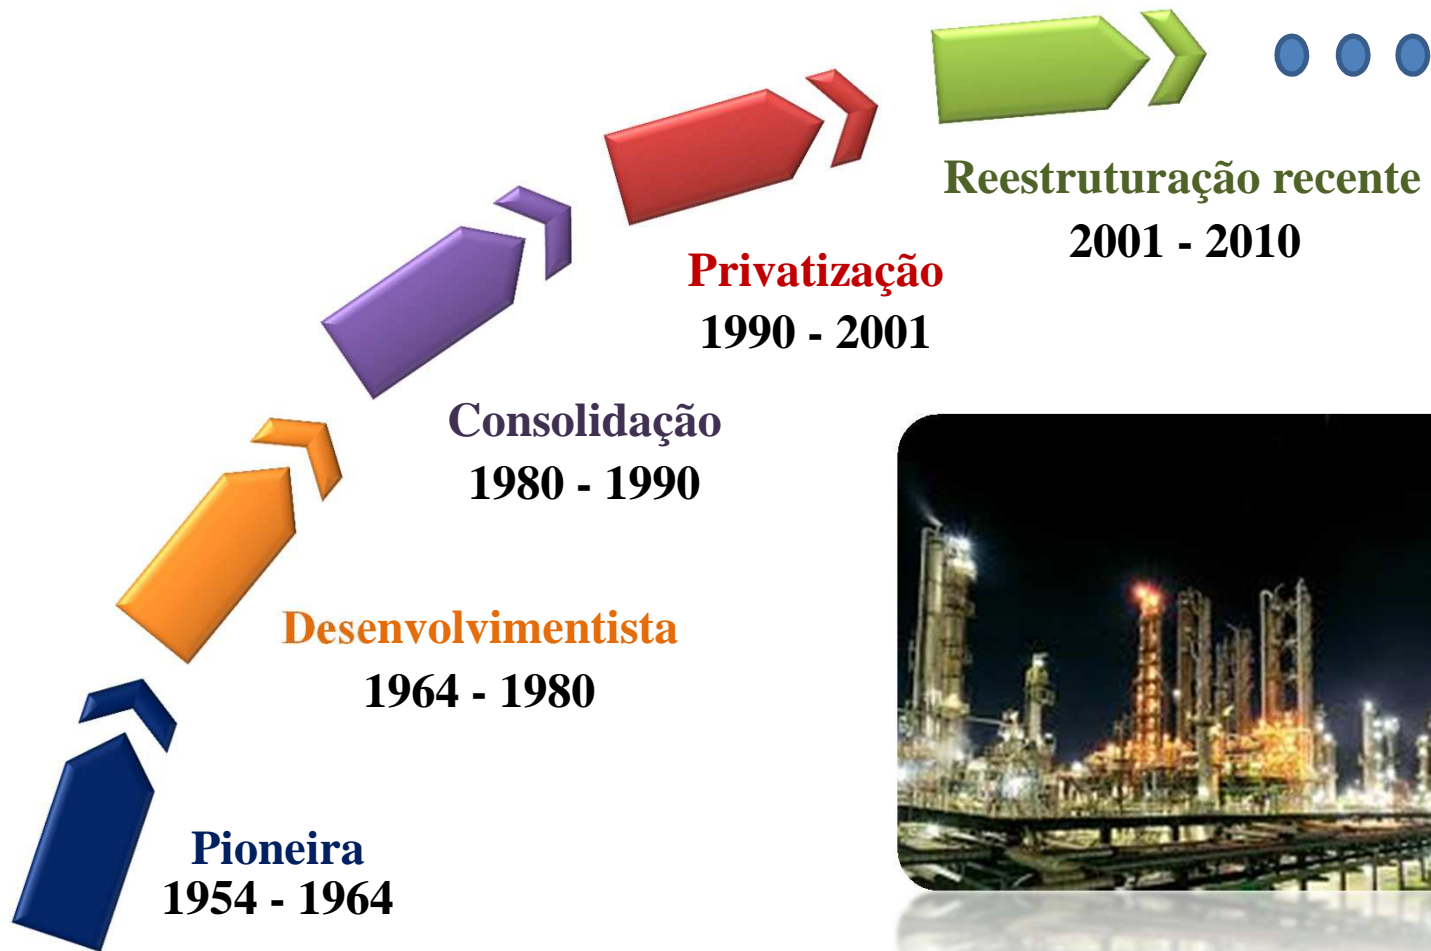 Reestruturação recente
2001 - 2010
Privatização
1990 - 2001
Consolidação
1980 - 1990
Desenvolvimentista
1964 - 1980
Pioneira
1954 - 1964